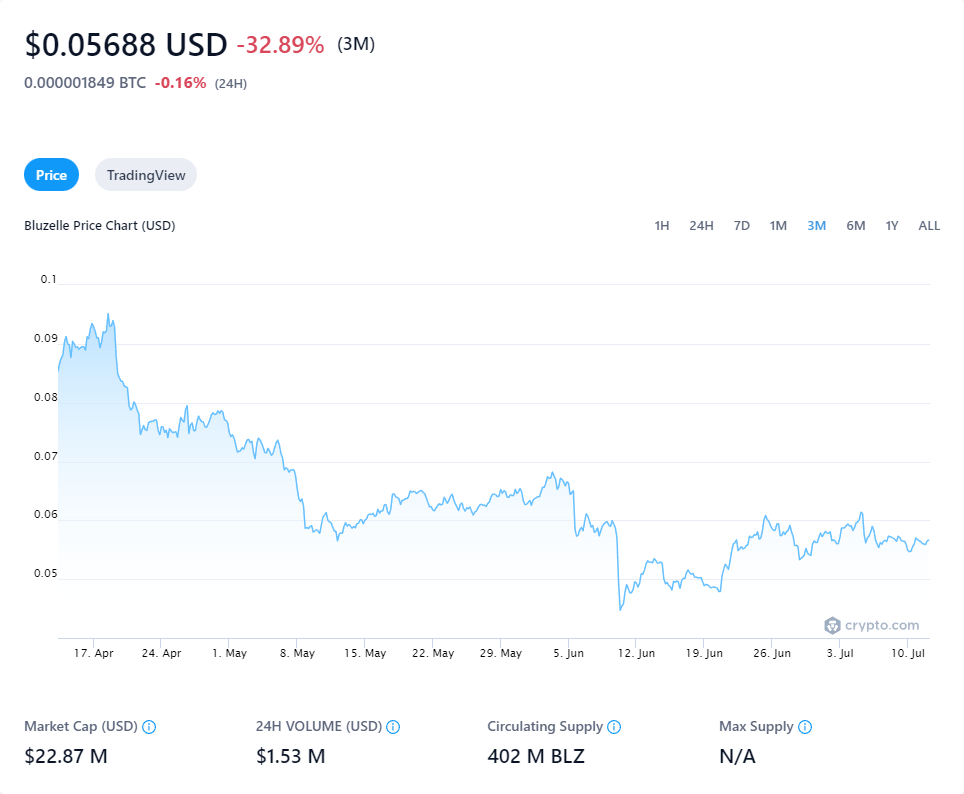 $0.05688 USD -32.89% (3M)
0.000001849 BTC -0.16% (24H)
Price TradingView
Bluzelle Price Chart (USD) 1H 24H 7D 1M 3M 6M 1Y ALL
0.1
0.09
0.08
0.07
0.06
0.05
crypto.com
17. Apr 24. Apr 1. May 8. May 15. May 22. May 29. May 5. Jun 12. Jun 19. Jun 26. Jun 3. Jul 10. Jul
Market Cap (USD) 24H VOLUME (USD) Circulating Supply Max Supply
$22.87 M $1.53 M 402 M BLZ N/A